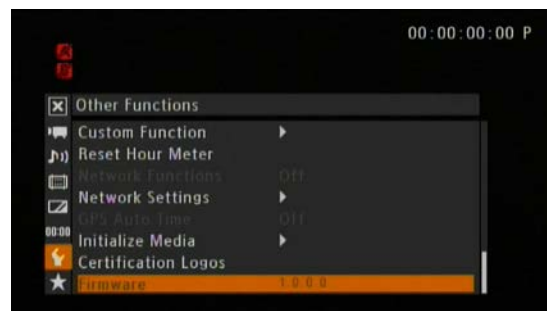 00:00:00:00 P
A
B
Other Functions
Custom Function
Reset Hour Meter
Network Functions Off
Network Settings
GPS Auto Time Off
00:00
Initialize Media
Certification Logos
Firmware 1.0.0.0